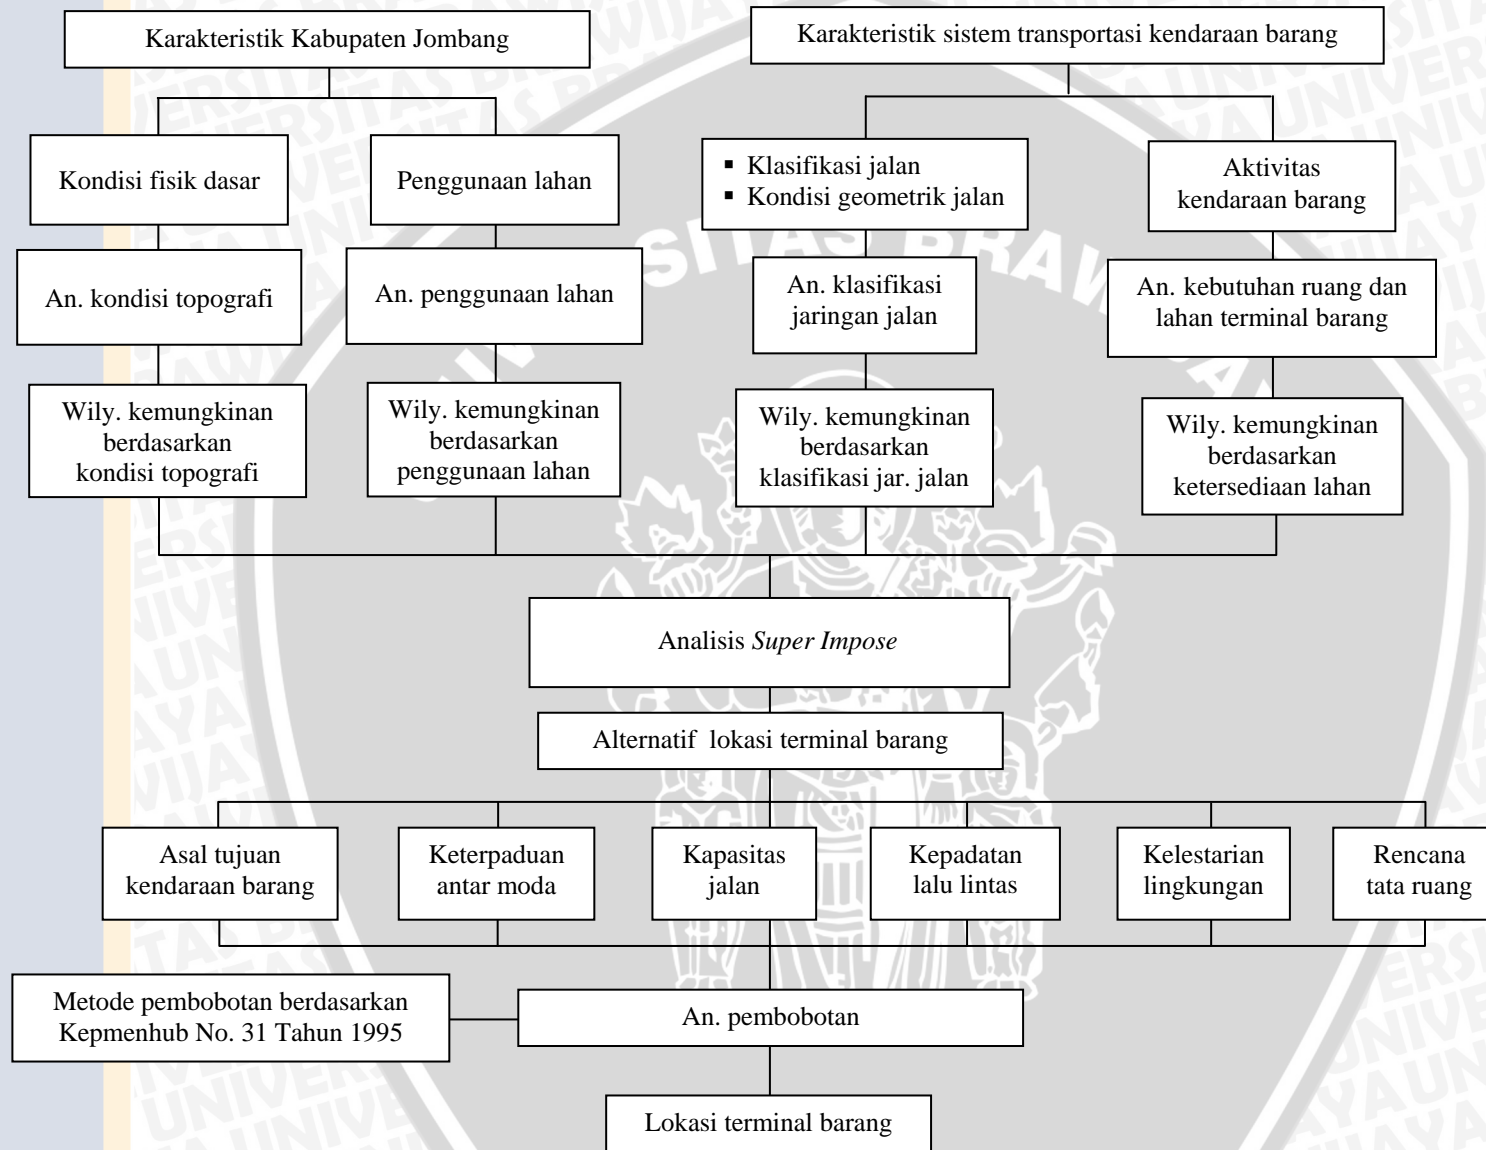 Karakteristik Kabupaten Jombang
Karakteristik sistem transportasi kendaraan barang
Kondisi fisik dasar
Penggunaan lahan
▪ Klasifikasi jalan
▪ Kondisi geometrik jalan
Aktivitas
kendaraan barang
An. kondisi topografi
An. penggunaan lahan
An. klasifikasi
jaringan jalan
An. kebutuhan ruang dan
lahan terminal barang
Wily. kemungkinan
berdasarkan
kondisi topografi
Wily. kemungkinan
berdasarkan
penggunaan lahan
Wily. kemungkinan
berdasarkan
klasifikasi jar. jalan
Wily. kemungkinan
berdasarkan
ketersediaan lahan
Analisis Super Impose
Alternatif lokasi terminal barang
Asal tujuan
kendaraan barang
Keterpaduan
antar moda
Kapasitas
jalan
Kepadatan
lalu lintas
Kelestarian
lingkungan
Rencana
tata ruang
Metode pembobotan berdasarkan
Kepmenhub No. 31 Tahun 1995
An. pembobotan
Lokasi terminal barang